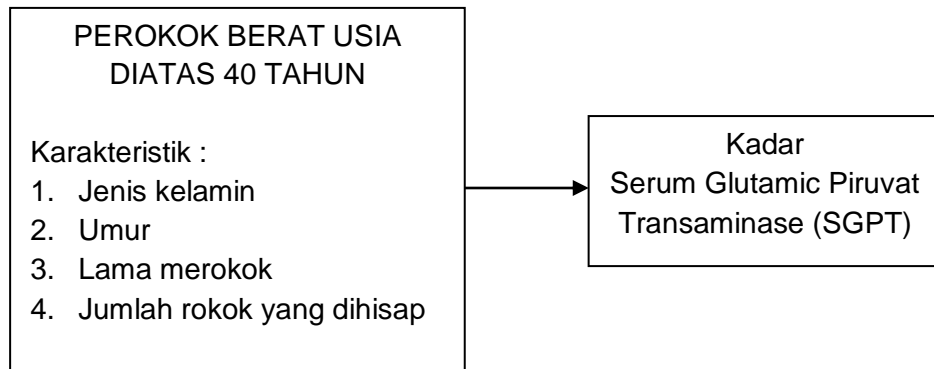 PEROKOK BERAT USIA
DIATAS 40 TAHUN
Karakteristik :
1. Jenis kelamin
2. Umur
3. Lama merokok
4. Jumlah rokok yang dihisap
Kadar
Serum Glutamic Piruvat
Transaminase (SGPT)